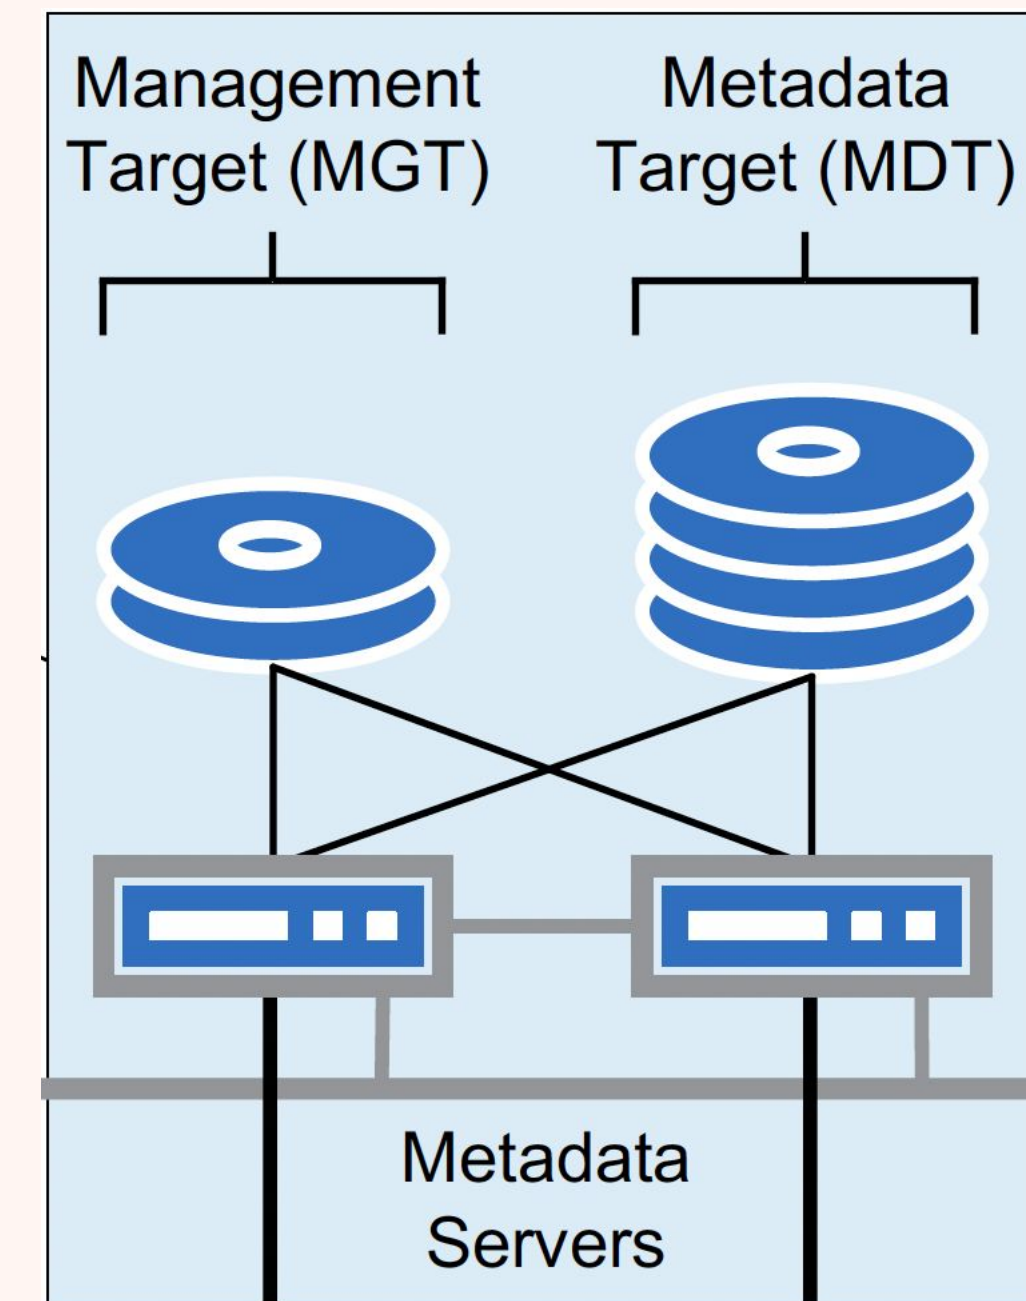 Management
Target (MGT)
Metadata
Target (MDT)
Metadata
Servers